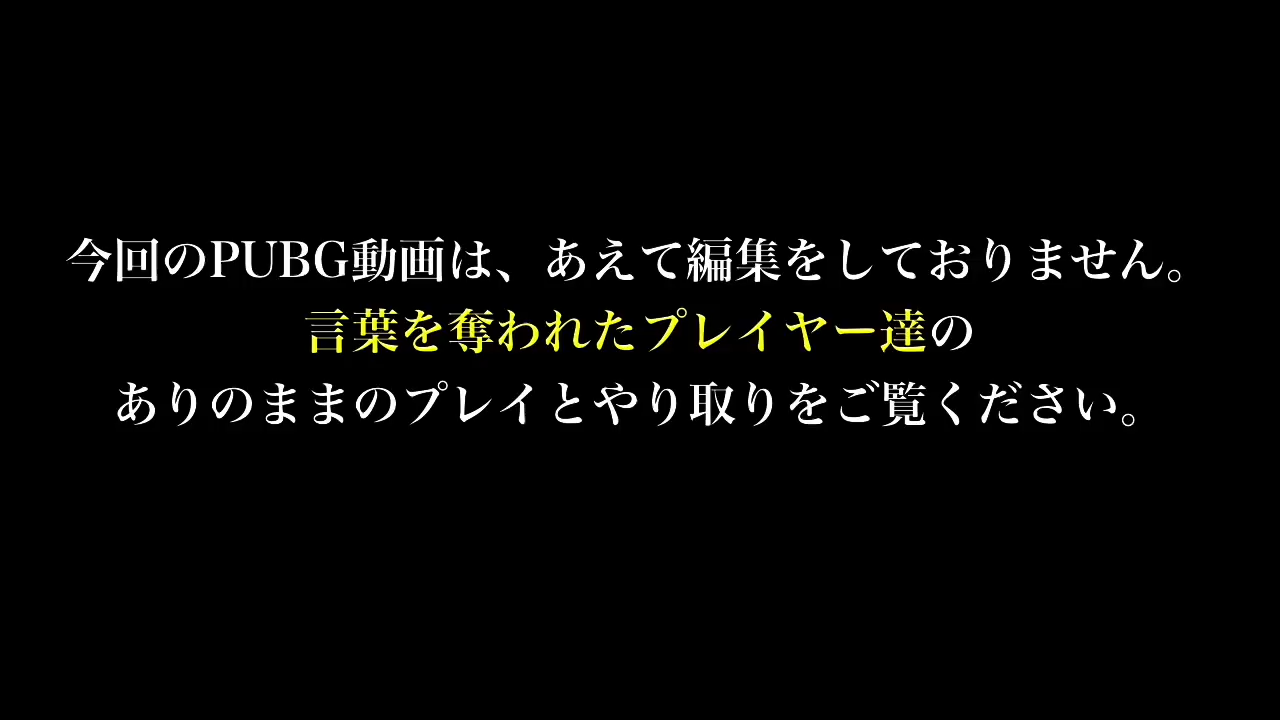 今回のPUBG動画は、あえて編集をしておりません。
言葉を奪われたプレイヤー達の
ありのままのプレイとやり取りをご覧ください。